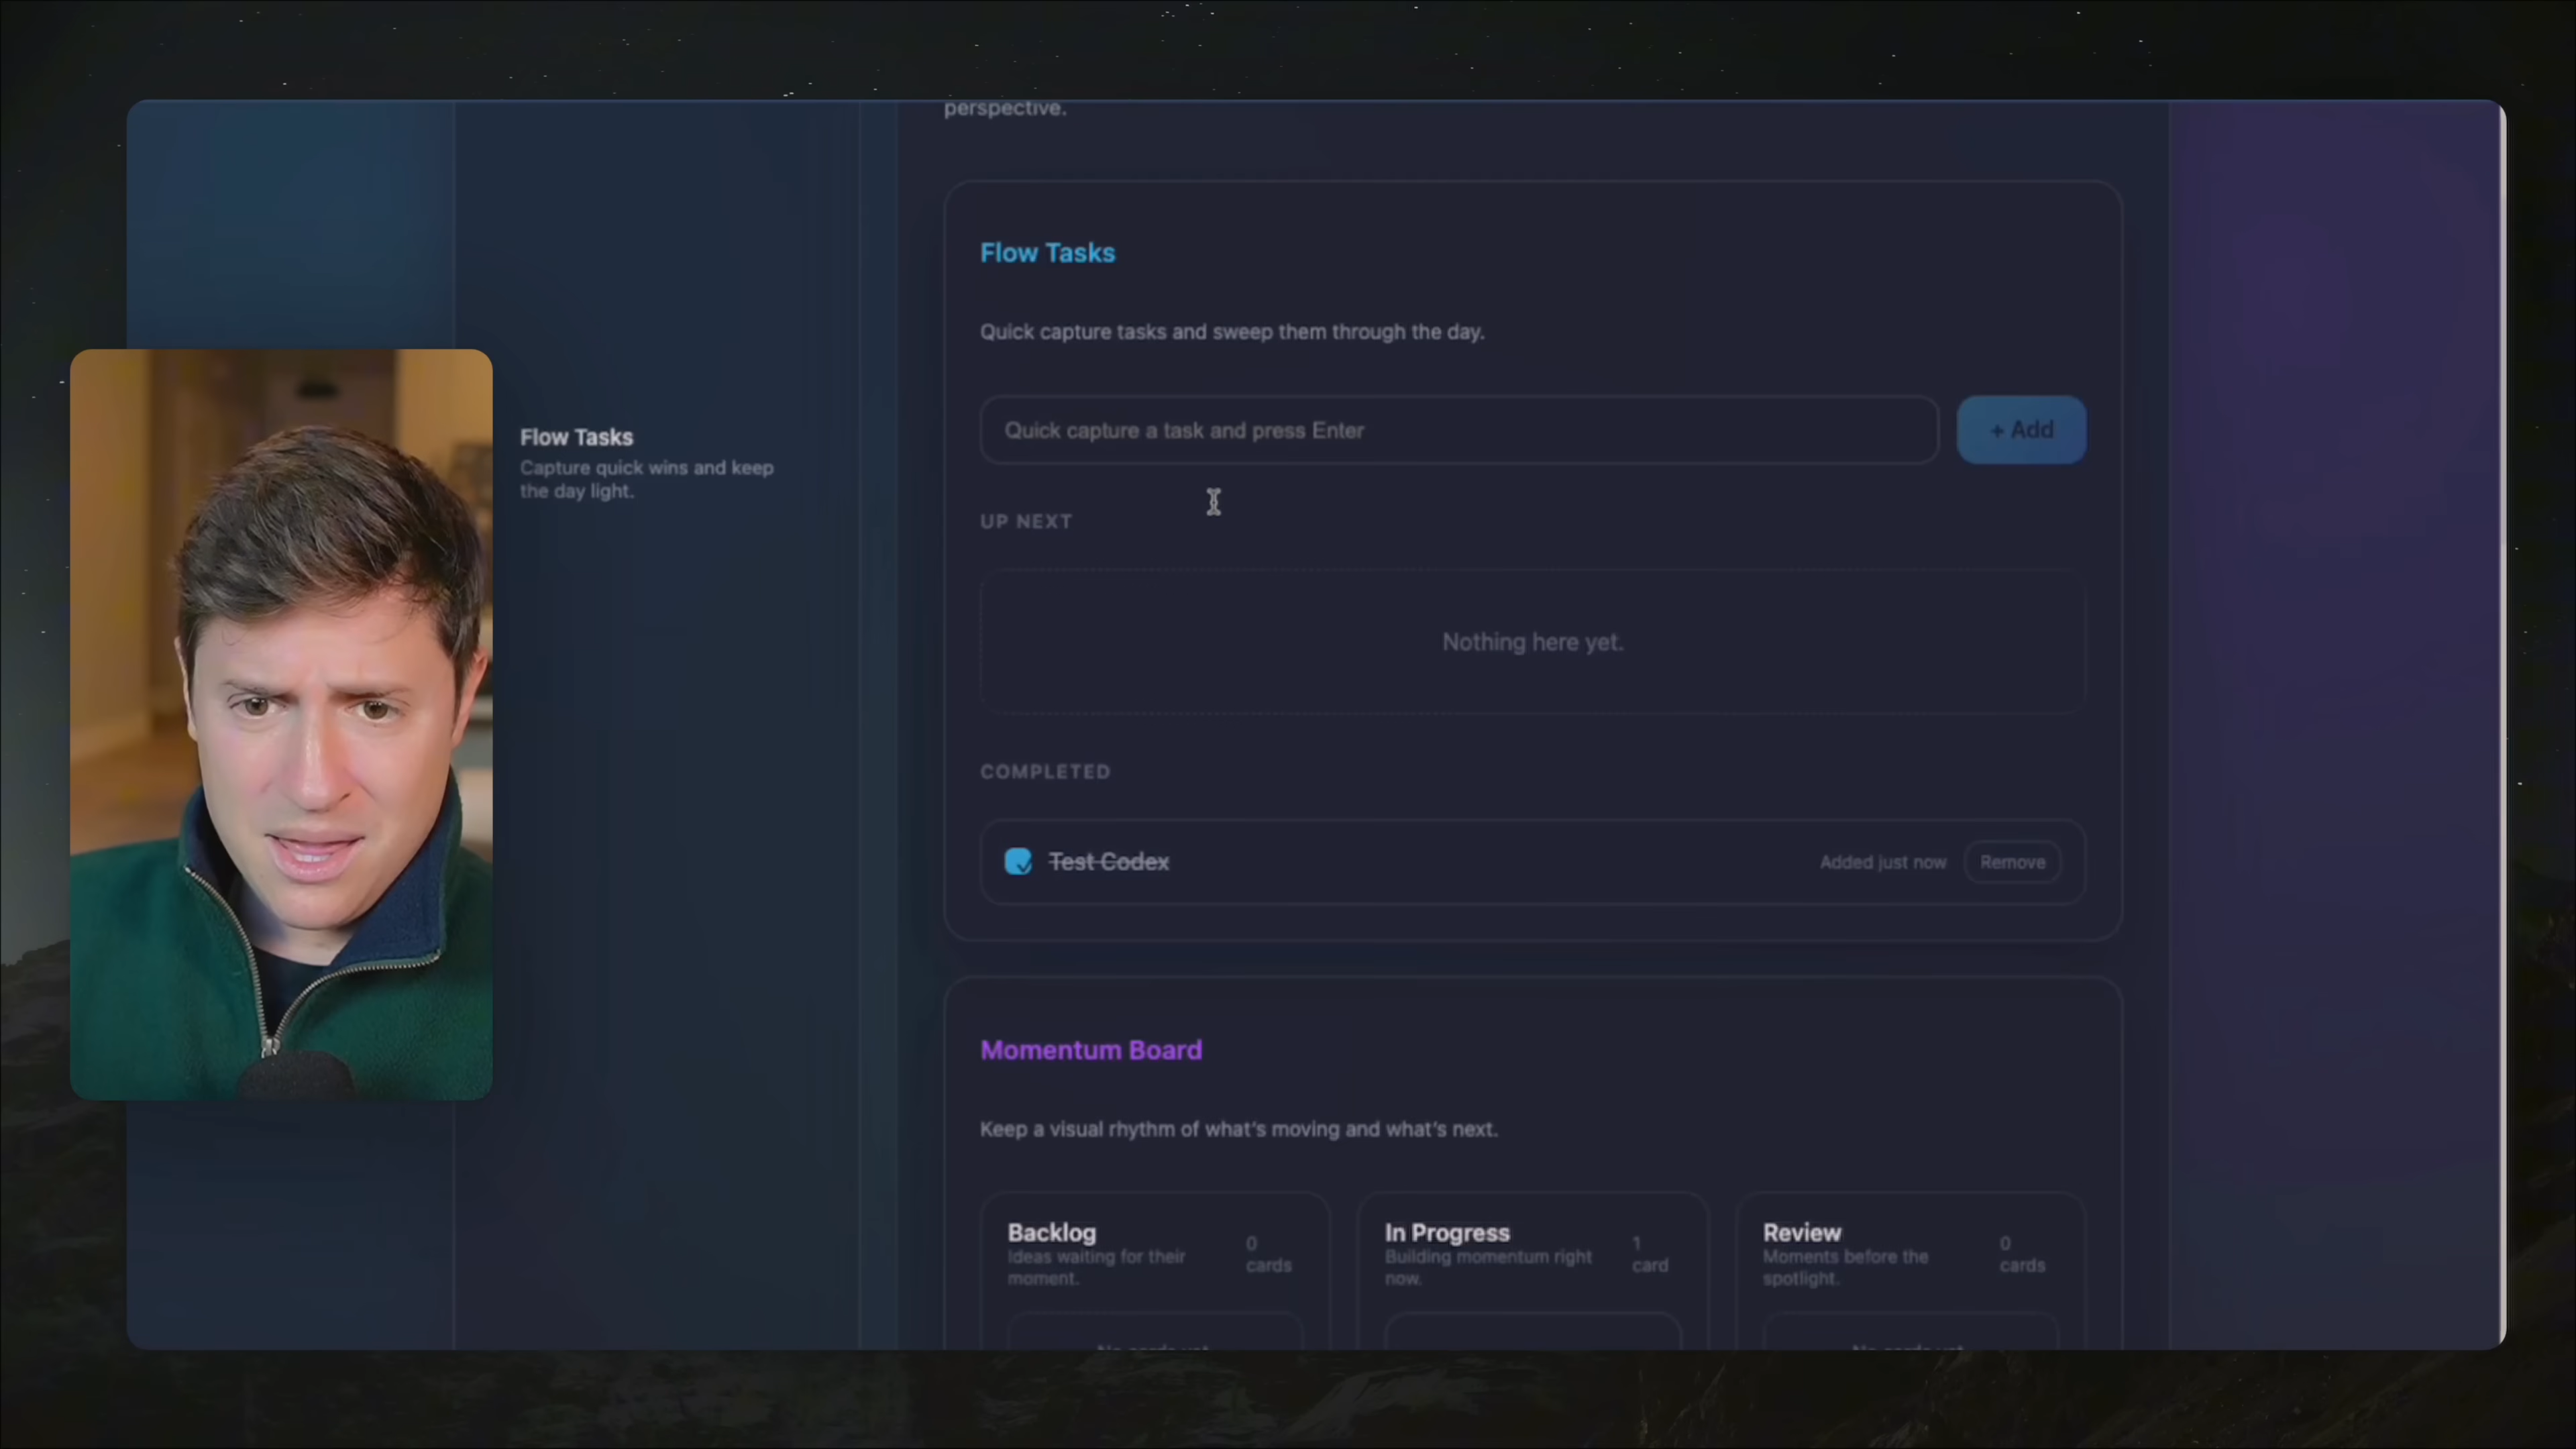 perspective.
Flow Tasks
Quick capture tasks and sweep them through the day.
Quick capture a task and press Enter
+ Add
Flow Tasks
Capture quick wins and keep
the day light.
UP NEXT
Nothing here yet.
COMPLETED
Test Codex
Added just now
Remove
Momentum Board
Keep a visual rhythm of what's moving and what's next.
Backlog
Ideas waiting for their
moment.
0
cards
In Progress
Building momentum right
now.
1
card
Review
Moments before the
spotlight.
0
cards